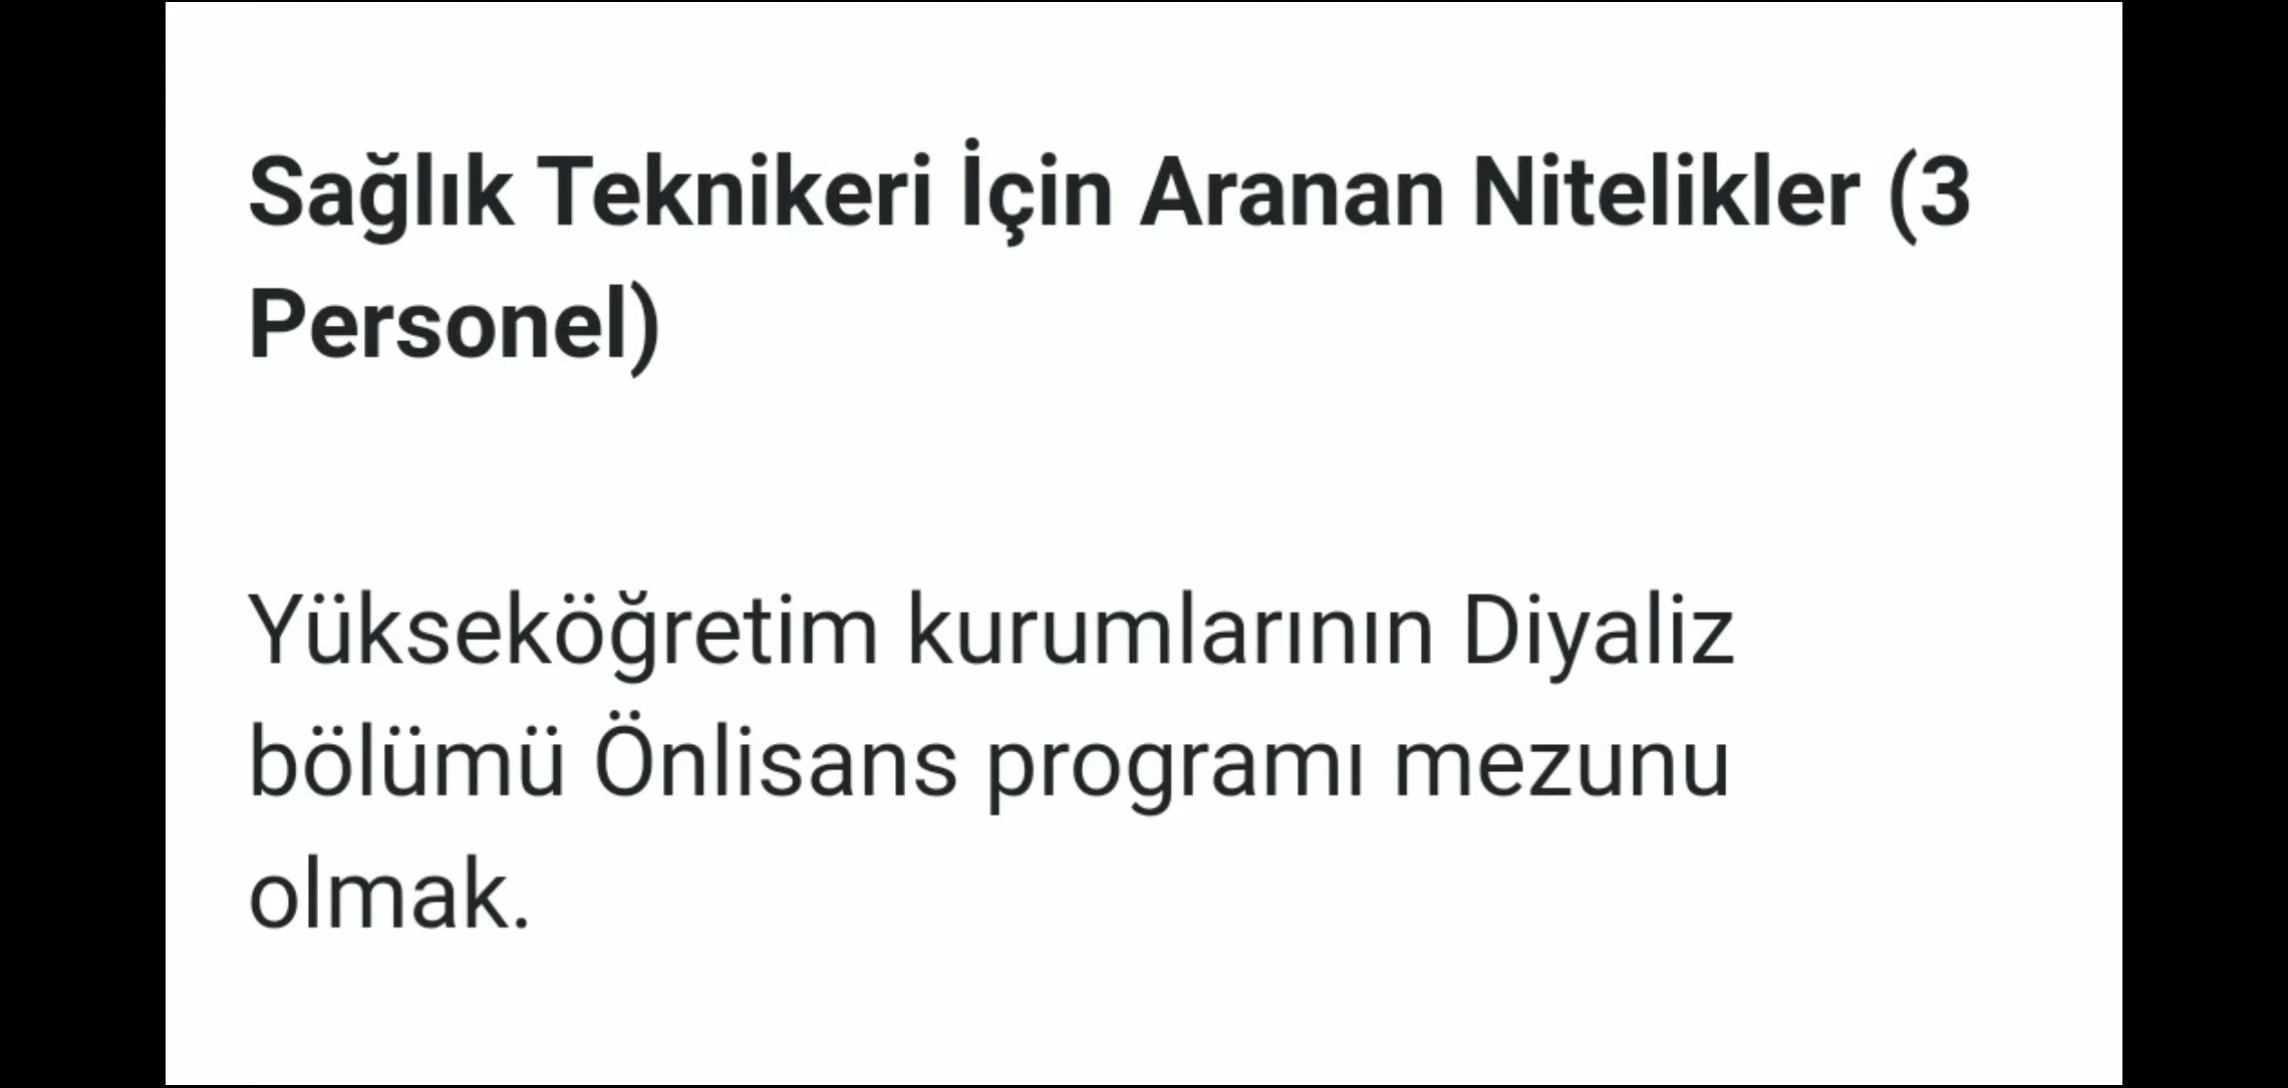 Sağlık Teknikeri İçin Aranan Nitelikler (3
Personel)
Yükseköğretim kurumlarının Diyaliz
bölümü Önlisans programı mezunu
olmak.